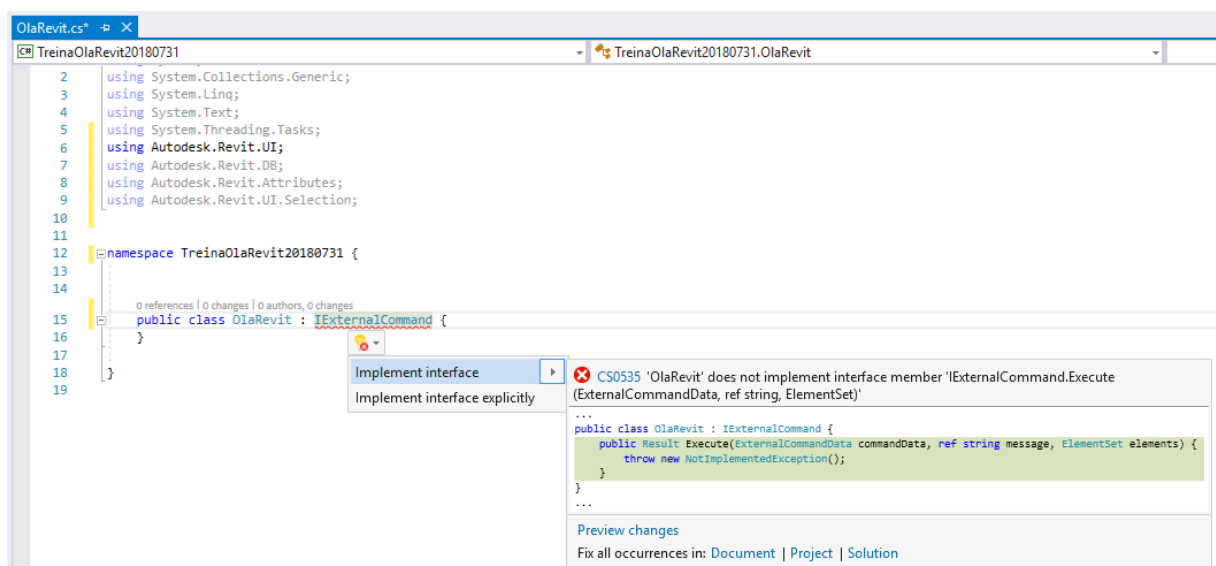 OlaRevit.cs*
C# TreinaOlaRevit20180731 TreinaOlaRevit20180731.OlaRevit
2 using System.Collections.Generic;
3 using System.Linq;
4 using System.Text;
5 using System.Threading.Tasks;
6 using Autodesk.Revit.UI;
7 using Autodesk.Revit.DB;
8 using Autodesk.Revit.Attributes;
9 using Autodesk.Revit.UI.Selection;
10
11
12 namespace TreinaOlaRevit20180731 {
13
14
0 references | 0 changes | 0 authors, 0 changes
15 public class OlaRevit : IExternalCommand {
16 }
17
18 }
19
Implement interface
Implement interface explicitly
CS0535 'OlaRevit' does not implement interface member 'IExternalCommand.Execute
(ExternalCommandData, ref string, ElementSet)'
...
public class OlaRevit : IExternalCommand {
public Result Execute(ExternalCommandData commandData, ref string message, ElementSet elements) {
throw new NotImplementedException();
}
}
...
Preview changes
Fix all occurrences in: Document | Project | Solution